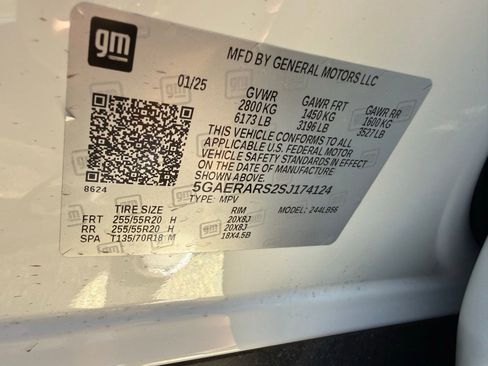 gm
MFD BY GENERAL MOTORS LLC
01/25
GVWR GAWR FRT GAWR RR
2800 KG 1450 KG 1600 KG
6173 LB 3196 LB 3527 LB
THIS VEHICLE CONFORMS TO ALL
APPLICABLE U.S. FEDERAL MOTOR
VEHICLE SAFETY STANDARDS IN EFFECT
ON THE DATE OF MANUFACTURE
SHOWN ABOVE.
8624
5GAERARS2SJ174124
TYPE: MPV MODEL: 244LB56
TIRE SIZE RIM
FRT 255/55R20 H 20X8J
RR 255/55R20 H 20X8J
SPA T135/70R18 M 18X4.5B